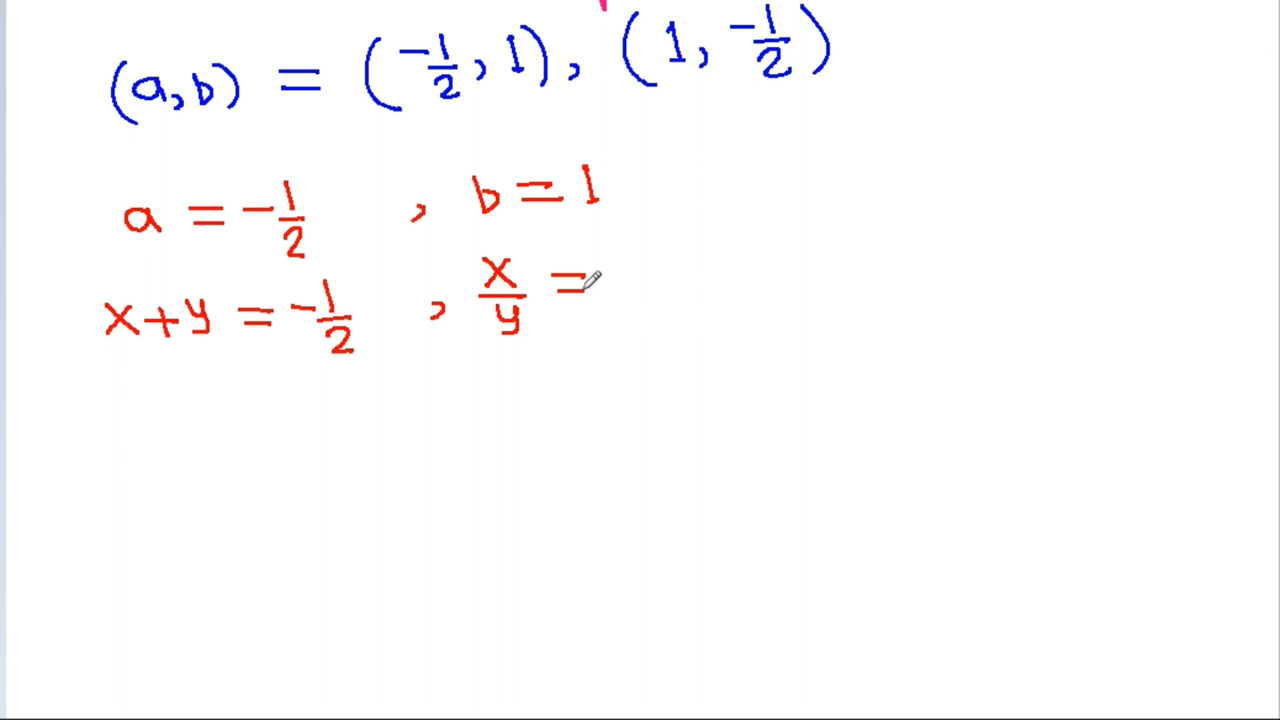 (a,b) = (-1/2, 1), (1, -1/2)
a = -1/2 , b = 1
x+y = -1/2 , x/y =